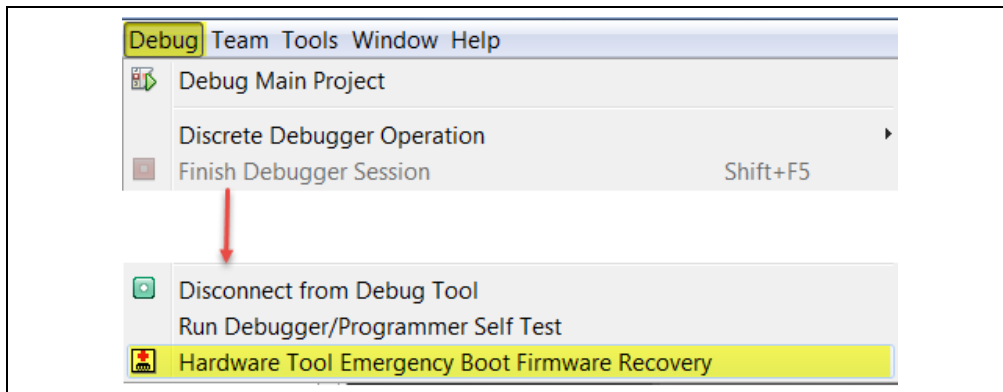 Debug Team Tools Window Help
Debug Main Project
Discrete Debugger Operation
Finish Debugger Session Shift+F5
Disconnect from Debug Tool
Run Debugger/Programmer Self Test
Hardware Tool Emergency Boot Firmware Recovery